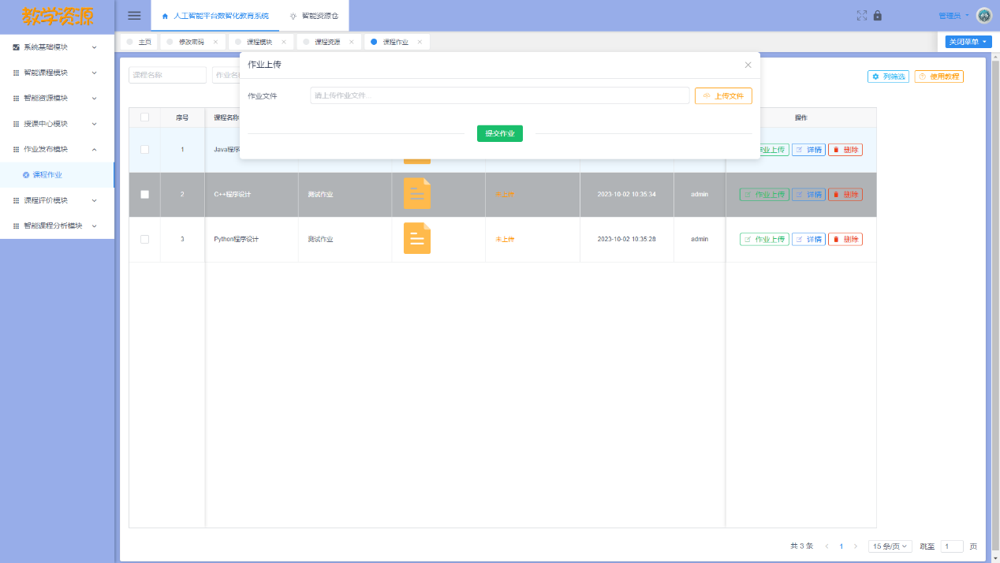 教学资源
人工智能平台数智化教育系统
智能资源仓
管理员
系统基础模块
智能课程模块
智能资源模块
授课中心模块
作业发布模块
课程作业
课程评价模块
智能课程分析模块
主页
修改密码
课程模块
课程资源
课程作业
关闭菜单
作业上传
作业文件
请上传作业文件...
上传文件
提交作业
课程名称
作业名
列筛选
使用教程
序号
课程名称
操作
1
Java程序
作业上传
详情
删除
2
C++程序设计
测试作业
未上传
2023-10-02 10:35:34
admin
作业上传
详情
删除
3
Python程序设计
测试作业
未上传
2023-10-02 10:35:28
admin
作业上传
详情
删除
共 3 条
1
15 条/页
跳至
1
页